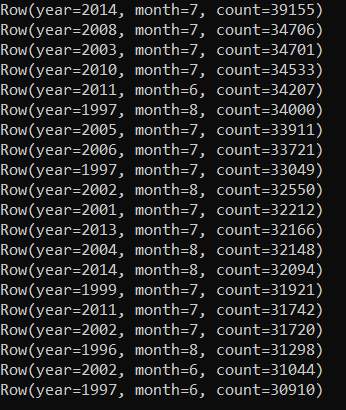 Row(year=2014, month=7, count=39155)
Row(year=2008, month=7, count=34706)
Row(year=2003, month=7, count=34701)
Row(year=2010, month=7, count=34533)
Row(year=2011, month=6, count=34207)
Row(year=1997, month=8, count=34000)
Row(year=2005, month=7, count=33911)
Row(year=2006, month=7, count=33721)
Row(year=1997, month=7, count=33049)
Row(year=2002, month=8, count=32550)
Row(year=2001, month=7, count=32212)
Row(year=2013, month=7, count=32166)
Row(year=2004, month=8, count=32148)
Row(year=2014, month=8, count=32094)
Row(year=1999, month=7, count=31921)
Row(year=2011, month=7, count=31742)
Row(year=2002, month=7, count=31720)
Row(year=1996, month=8, count=31298)
Row(year=2002, month=6, count=31044)
Row(year=1997, month=6, count=30910)